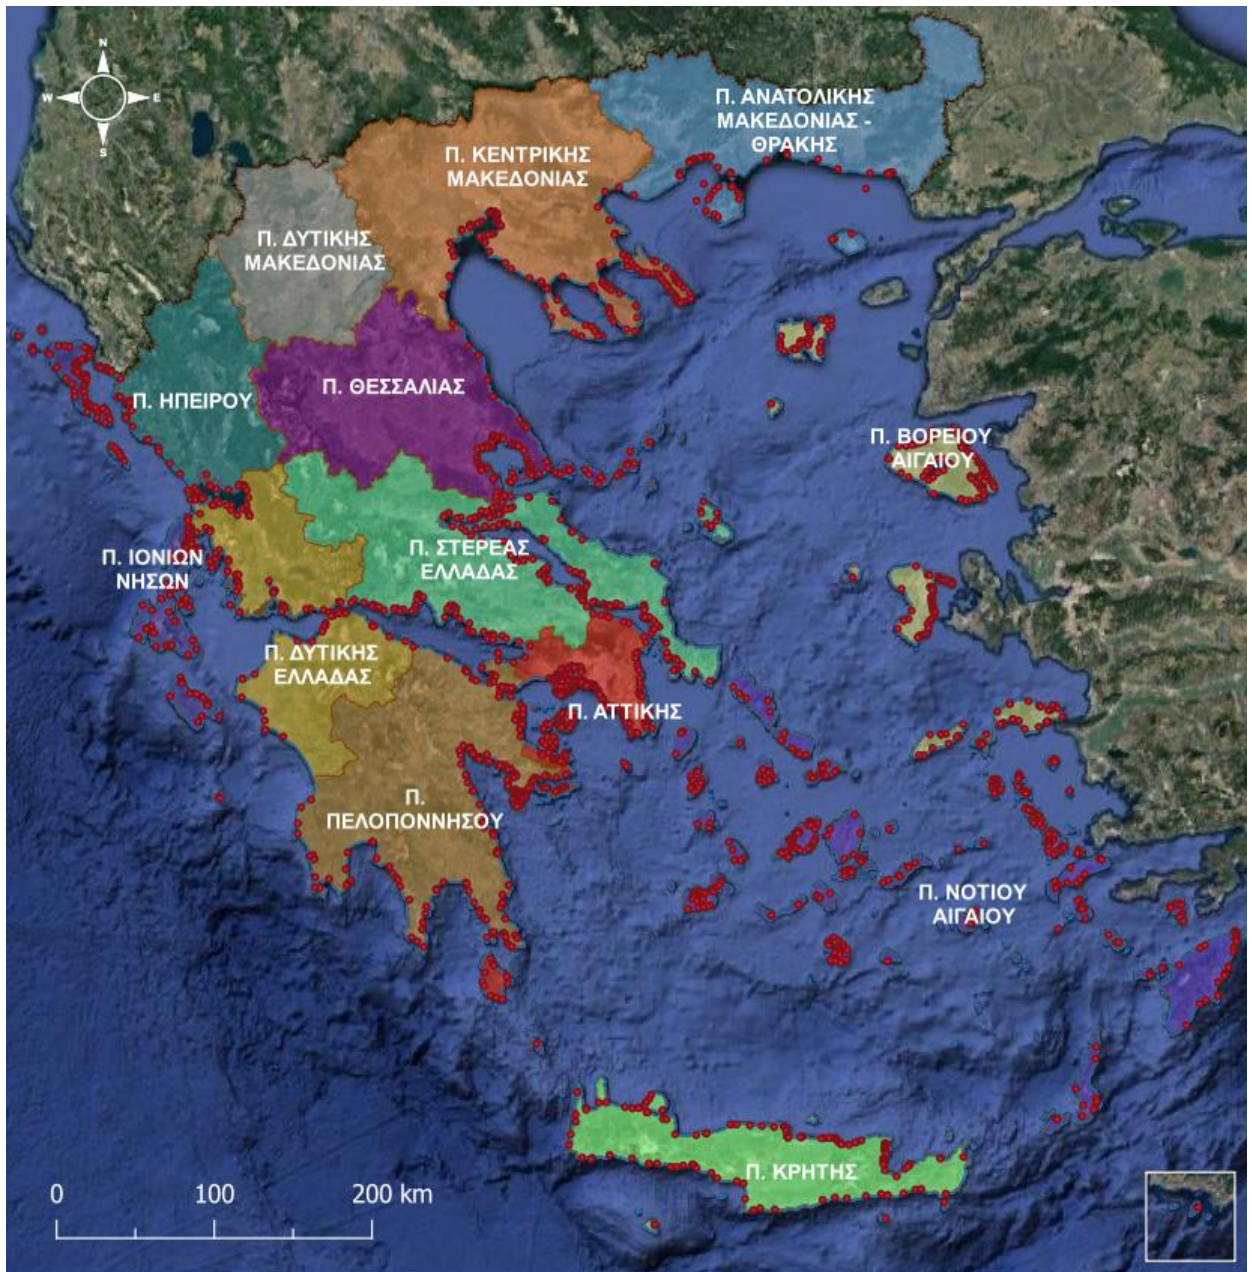 N
W E
S
Π. ΑΝΑΤΟΛΙΚΗΣ
ΜΑΚΕΔΟΝΙΑΣ -
ΘΡΑΚΗΣ
Π. ΚΕΝΤΡΙΚΗΣ
ΜΑΚΕΔΟΝΙΑΣ
Π. ΔΥΤΙΚΗΣ
ΜΑΚΕΔΟΝΙΑΣ
Π. ΘΕΣΣΑΛΙΑΣ
Π. ΗΠΕΙΡΟΥ
Π. ΒΟΡΕΙΟΥ
ΑΙΓΑΙΟΥ
Π. ΙΟΝΙΩΝ
ΝΗΣΩΝ
Π. ΣΤΕΡΕΑΣ
ΕΛΛΑΔΑΣ
Π. ΔΥΤΙΚΗΣ
ΕΛΛΑΔΑΣ
Π. ΑΤΤΙΚΗΣ
Π.
ΠΕΛΟΠΟΝΝΗΣΟΥ
Π. ΝΟΤΙΟΥ
ΑΙΓΑΙΟΥ
Π. ΚΡΗΤΗΣ
0 100 200 km